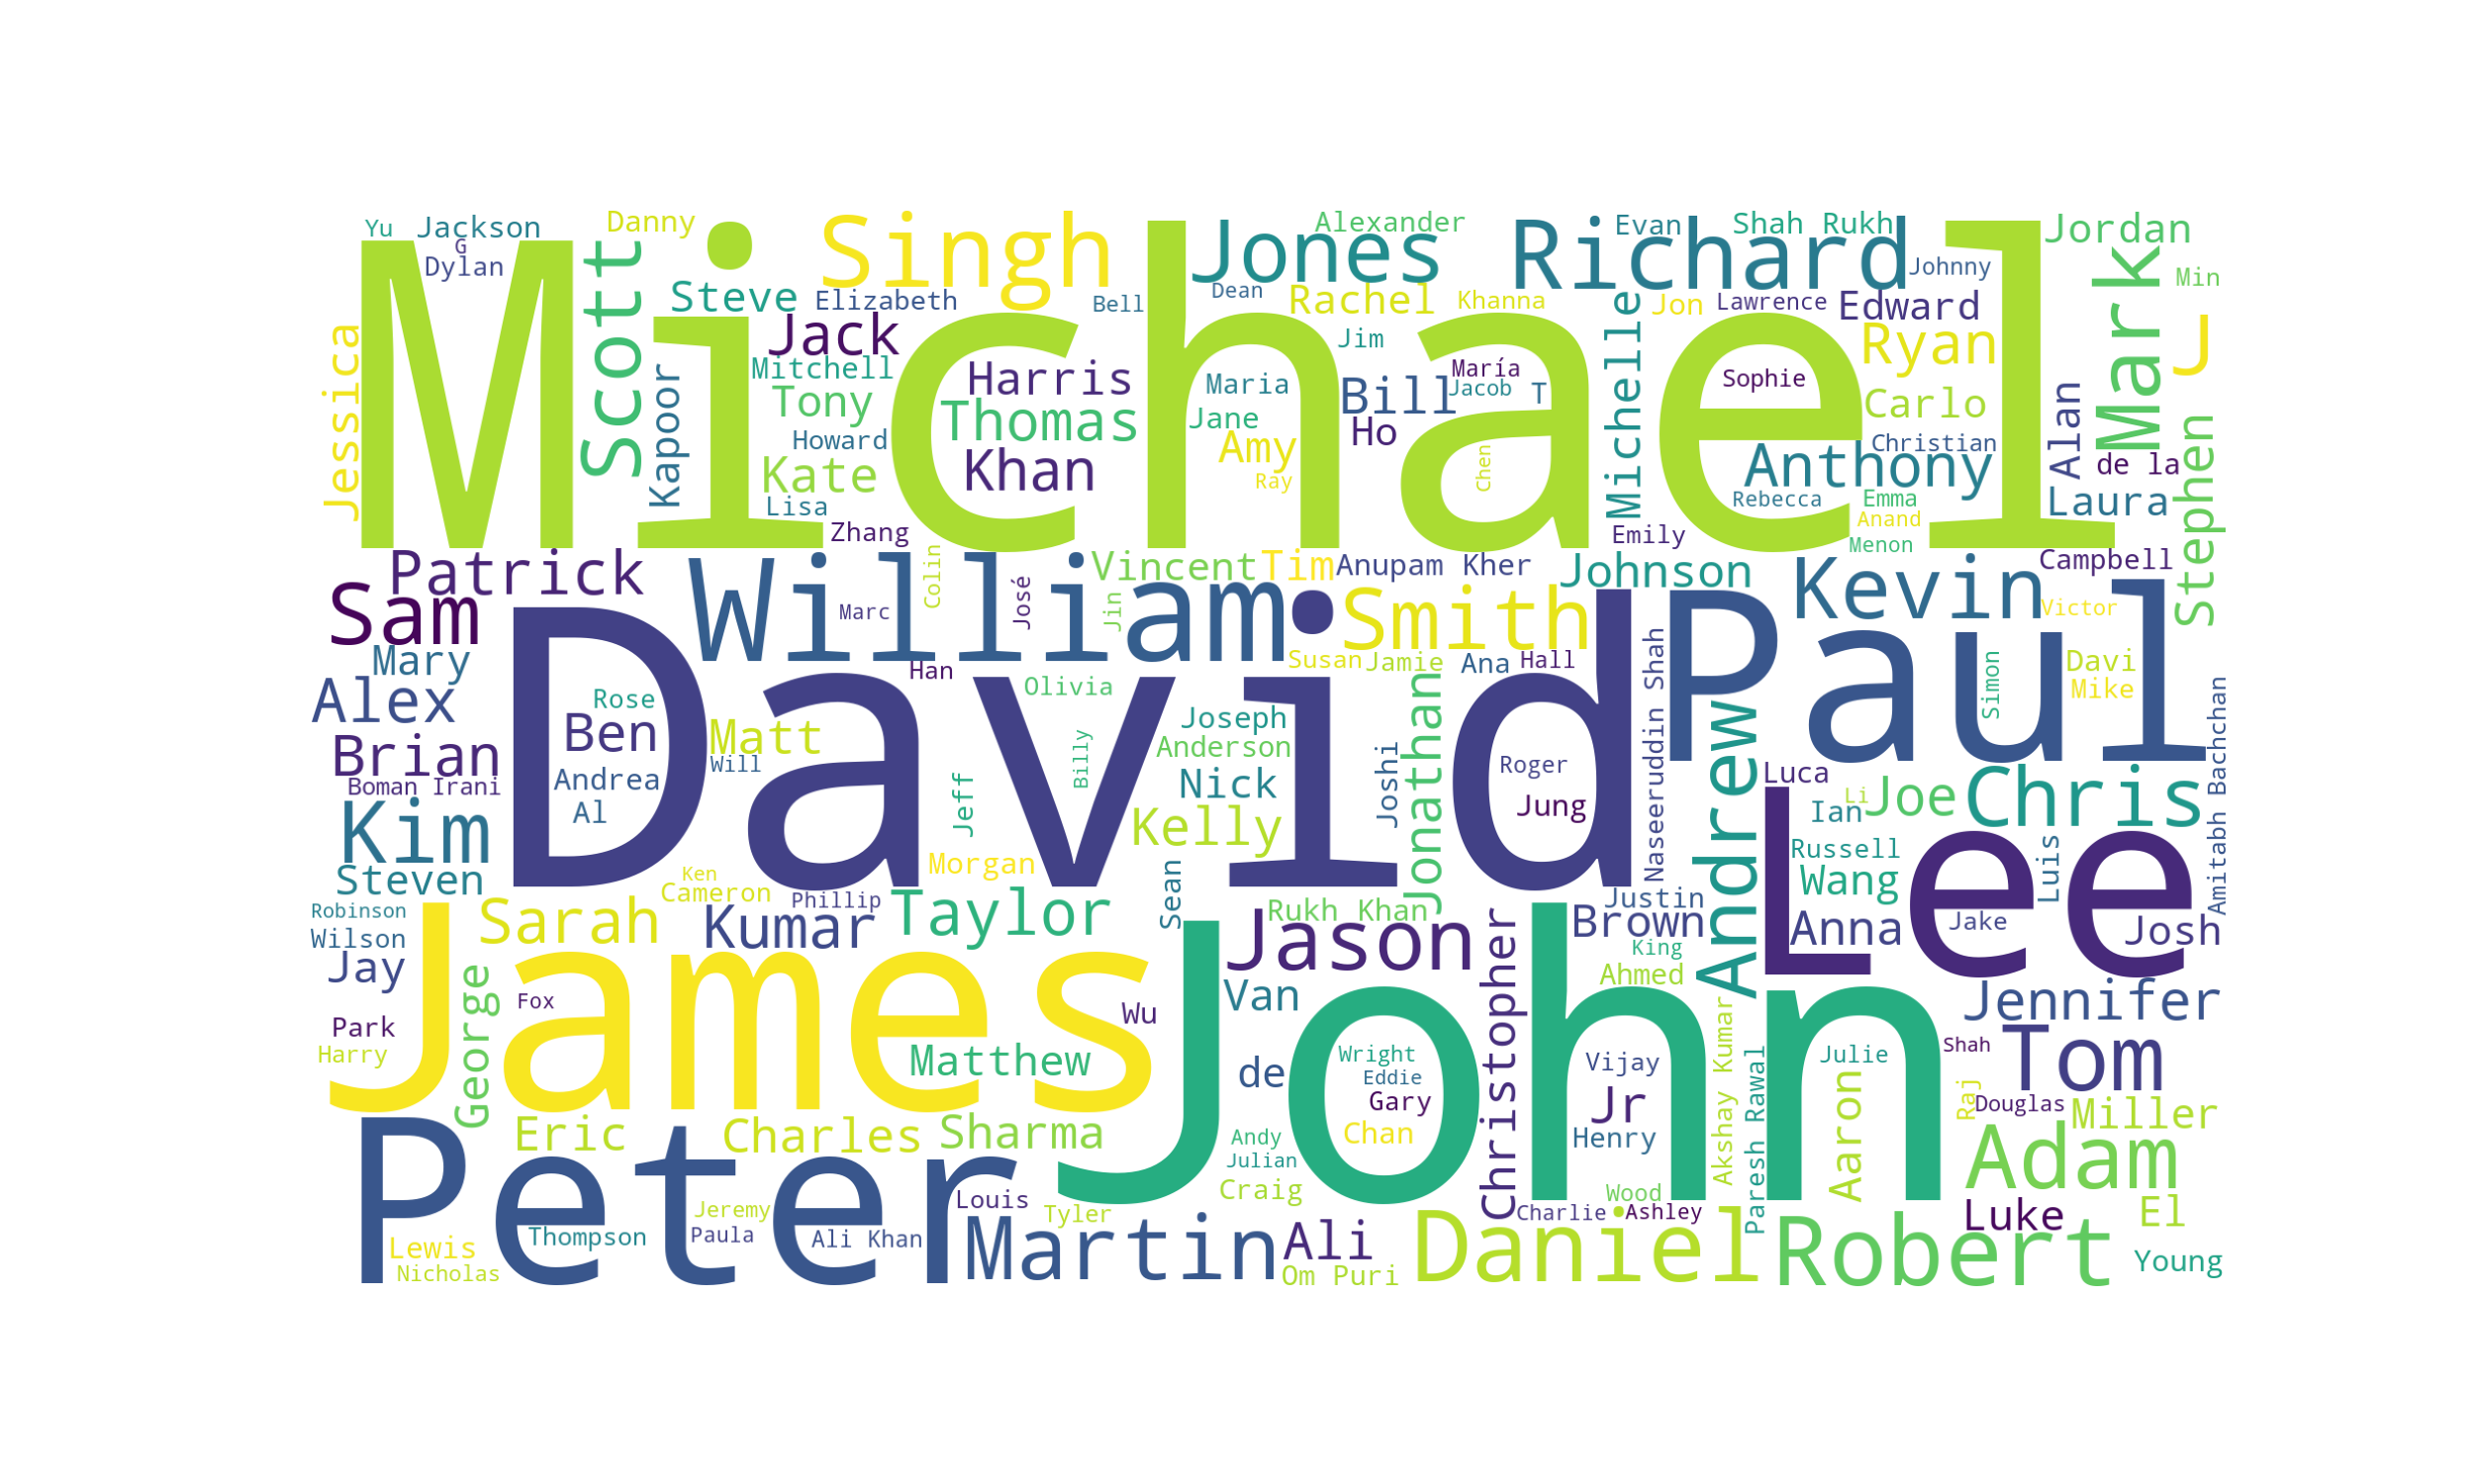 Michael
David
John
James
Lee
Paul
Peter
William
Yu
Jackson
G
Dylan
Danny
Scott
Singh
Steve
Elizabeth
Jack
Bell
Jones
Alexander
Dean
Rachel
Khanna
Richard
Evan
Shah Rukh
Johnny
Jon
Lawrence
Edward
Jordan
Mark
Min
J
Jessica
Kapoor
Mitchell
Tony
Howard
Kate
Lisa
Zhang
Harris
Thomas
Khan
Maria
Jane
Amy
Ray
Jim
Bill
Ho
María
Jacob
T
Chen
Michelle
Emily
Sophie
Ryan
Carlo
Christian
Anthony
Rebecca
Emma
Anand
Menon
Alan
de la
Laura
Stephen
Campbell
Patrick
Sam
Mary
Alex
Brian
Boman Irani
Kim
Steven
Marc
Colin
José
Jin
Vincent
Tim
Anupam Kher
Johnson
Smith
Kevin
Victor
Han
Olivia
Susan
Jamie
Ana
Hall
Davi
Mike
Simon
Rose
Ben
Andrea
Al
Matt
Will
Joseph
Anderson
Nick
Kelly
Billy
Jeff
Morgan
Joshi
Jonathan
Roger
Jung
Naseeruddin Shah
Andrew
Luca
Ian
Li
Joe
Chris
Amitabh Bachchan
Russell
Wang
Luis
Anna
Jake
Josh
Robinson
Wilson
Jay
Sarah
Ken
Cameron
Phillip
Kumar
Taylor
Sean
Rukh Khan
Jason
Justin
Brown
King
Ahmed
Christopher
Van
Wu
Park
Harry
George
Fox
Matthew
de
Wright
Eddie
Gary
Chan
Vijay
Jr
Henry
Akshay Kumar
Paresh Rawal
Julie
Aaron
Jennifer
Shah
Tom
Raj
Douglas
Miller
Adam
Eric
Charles
Sharma
Andy
Julian
Craig
Louis
Tyler
Martin
Jeremy
Paula
Thompson
Ali Khan
Lewis
Nicholas
Ali
Om Puri
Daniel
Charlie
Wood
Ashley
Robert
Luke
El
Young